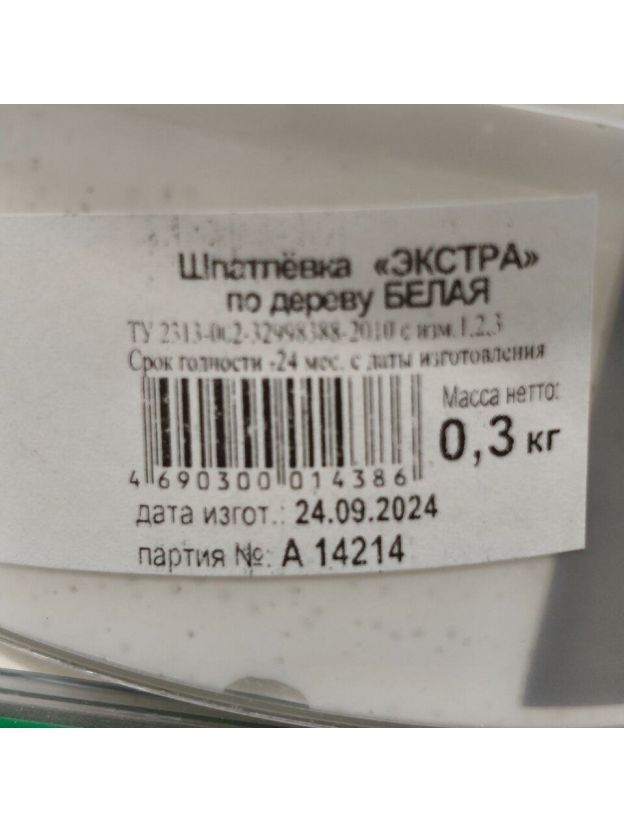 Шпатлёвка «ЭКСТРА»
по дереву БЕЛАЯ
ТУ 2313-002-32998388-2010 с изм.1,2,3
Срок годности -24 мес. с даты изготовления
Масса нетто:
0,3 кг
4 690300 014386
дата изгот.: 24.09.2024
партия №: А 14214